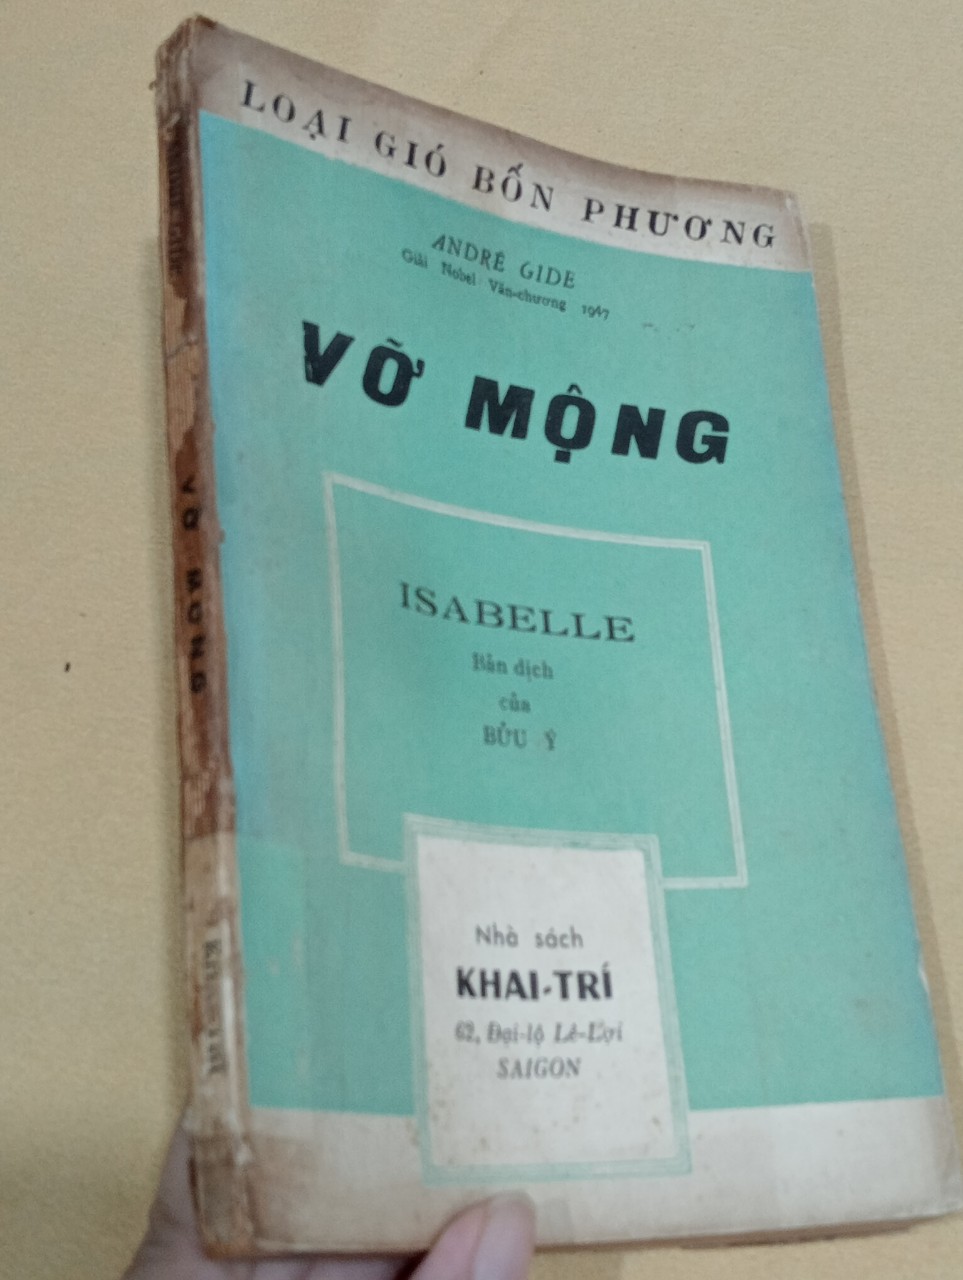 LOẠI GIÓ BỐN PHƯƠNG
ANDRÉ GIDE
Giải Nobel Văn-chương 1947
VỠ MỘNG
ISABELLE
Bản dịch
của
BỬU Ý
Nhà sách
KHAI-TRÍ
62, Đại-lộ Lê-Lợi
SAIGON
VỠ MỘNG